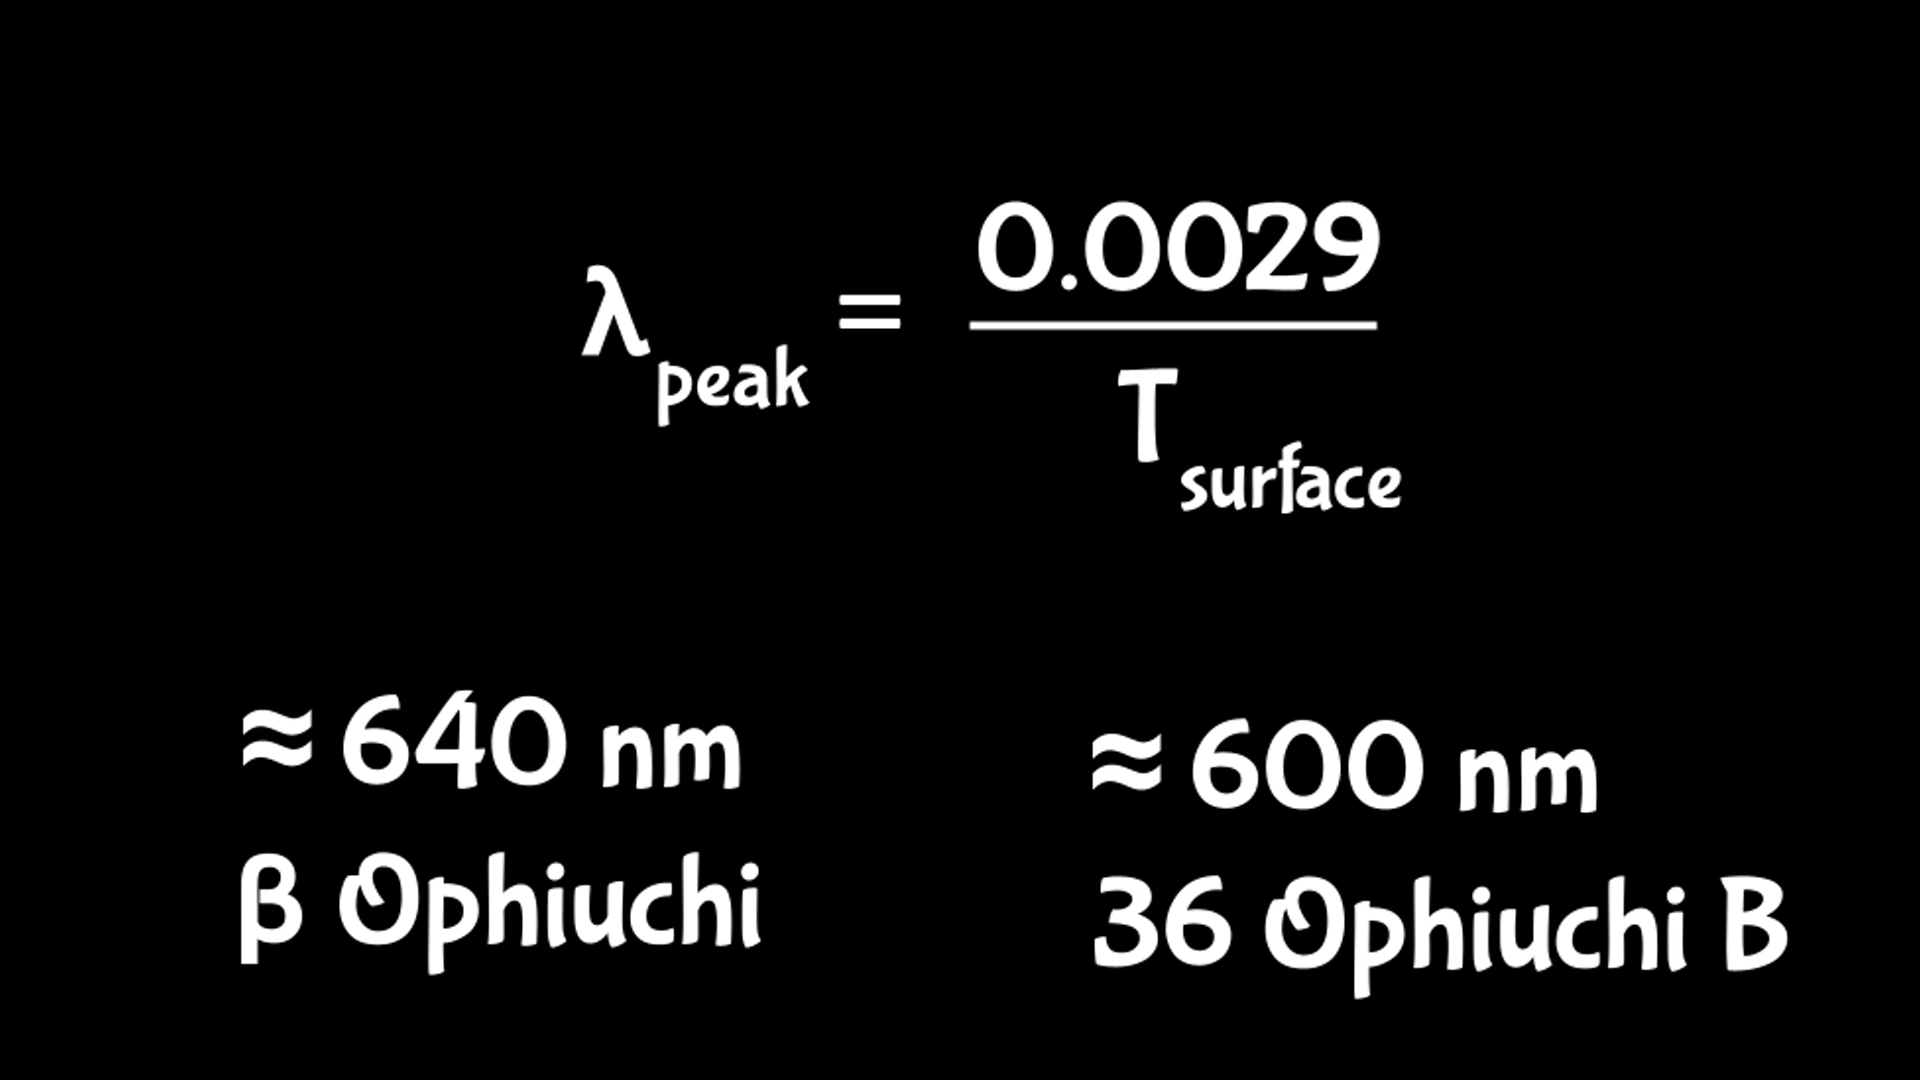 λpeak = 0.0029
Tsurface
≈ 640 nm
β Ophiuchi
≈ 600 nm
36 Ophiuchi B